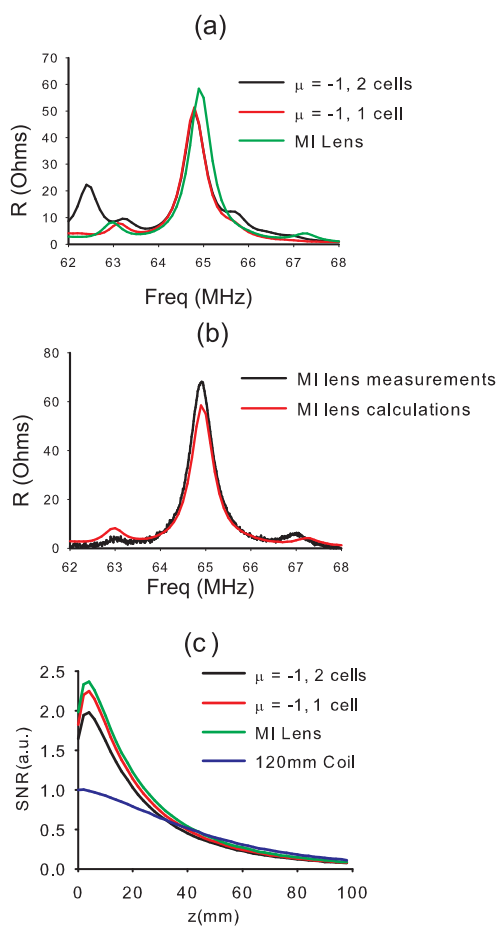 (a)
μ = -1, 2 cells
μ = -1, 1 cell
MI Lens
R (Ohms)
70
60
50
40
30
20
10
0
62 63 64 65 66 67 68
Freq (MHz)
(b)
MI lens measurements
MI lens calculations
R (Ohms)
80
60
40
20
0
62 63 64 65 66 67 68
Freq (MHz)
(c)
μ = -1, 2 cells
μ = -1, 1 cell
MI Lens
120mm Coil
SNR(a.u.)
2.5
2.0
1.5
1.0
0.5
0.0
0 20 40 60 80 100
z(mm)